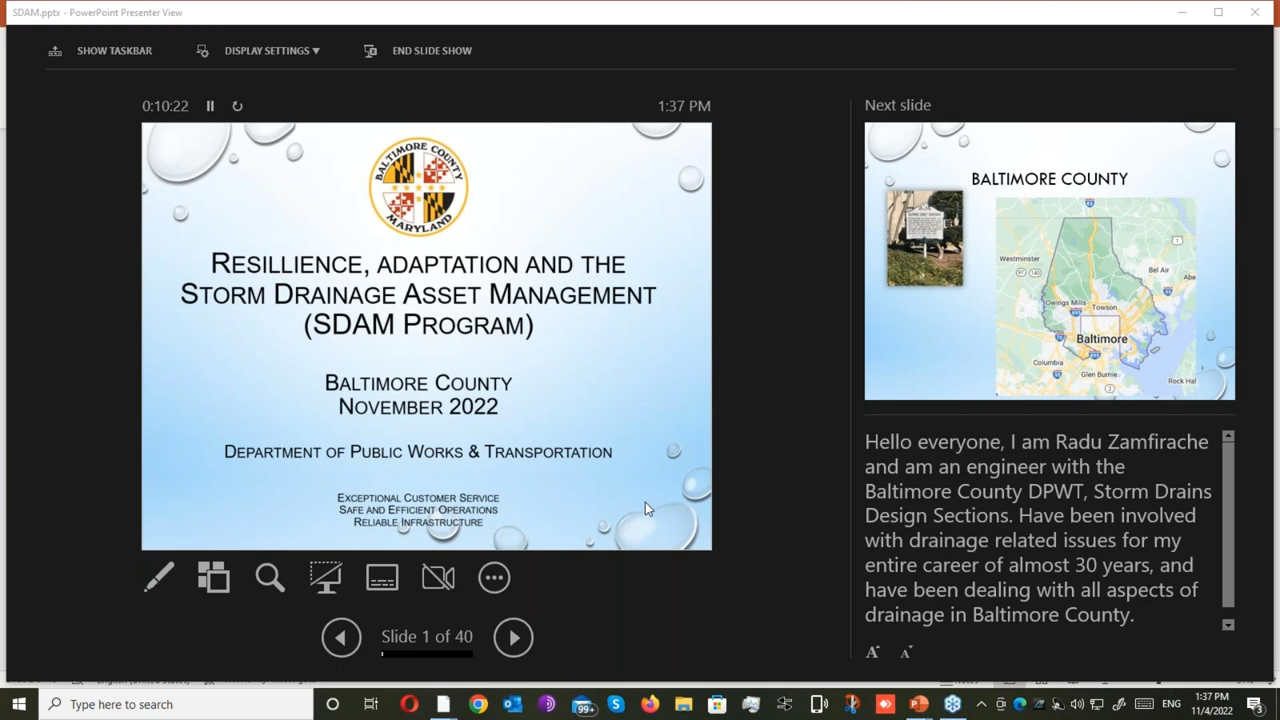 SDAM.pptx - PowerPoint Presenter View
SHOW TASKBAR
DISPLAY SETTINGS ▼
END SLIDE SHOW
0:10:22
1:37 PM
BALTIMORE COUNTY
MARYLAND
RESILLIENCE, ADAPTATION AND THE
STORM DRAINAGE ASSET MANAGEMENT
(SDAM PROGRAM)
BALTIMORE COUNTY
NOVEMBER 2022
DEPARTMENT OF PUBLIC WORKS & TRANSPORTATION
EXCEPTIONAL CUSTOMER SERVICE
SAFE AND EFFICIENT OPERATIONS
RELIABLE INFRASTRUCTURE
Slide 1 of 40
Next slide
BALTIMORE COUNTY
Westminster
Bel Air
Abe
Owings Mills
Towson
Baltimore
Columbia
Glen Burnie
Rock Hal
Hello everyone, I am Radu Zamfirache
and am an engineer with the
Baltimore County DPWT, Storm Drains
Design Sections. Have been involved
with drainage related issues for my
entire career of almost 30 years, and
have been dealing with all aspects of
drainage in Baltimore County.
Type here to search
99+
ENG
1:37 PM
11/4/2022
3